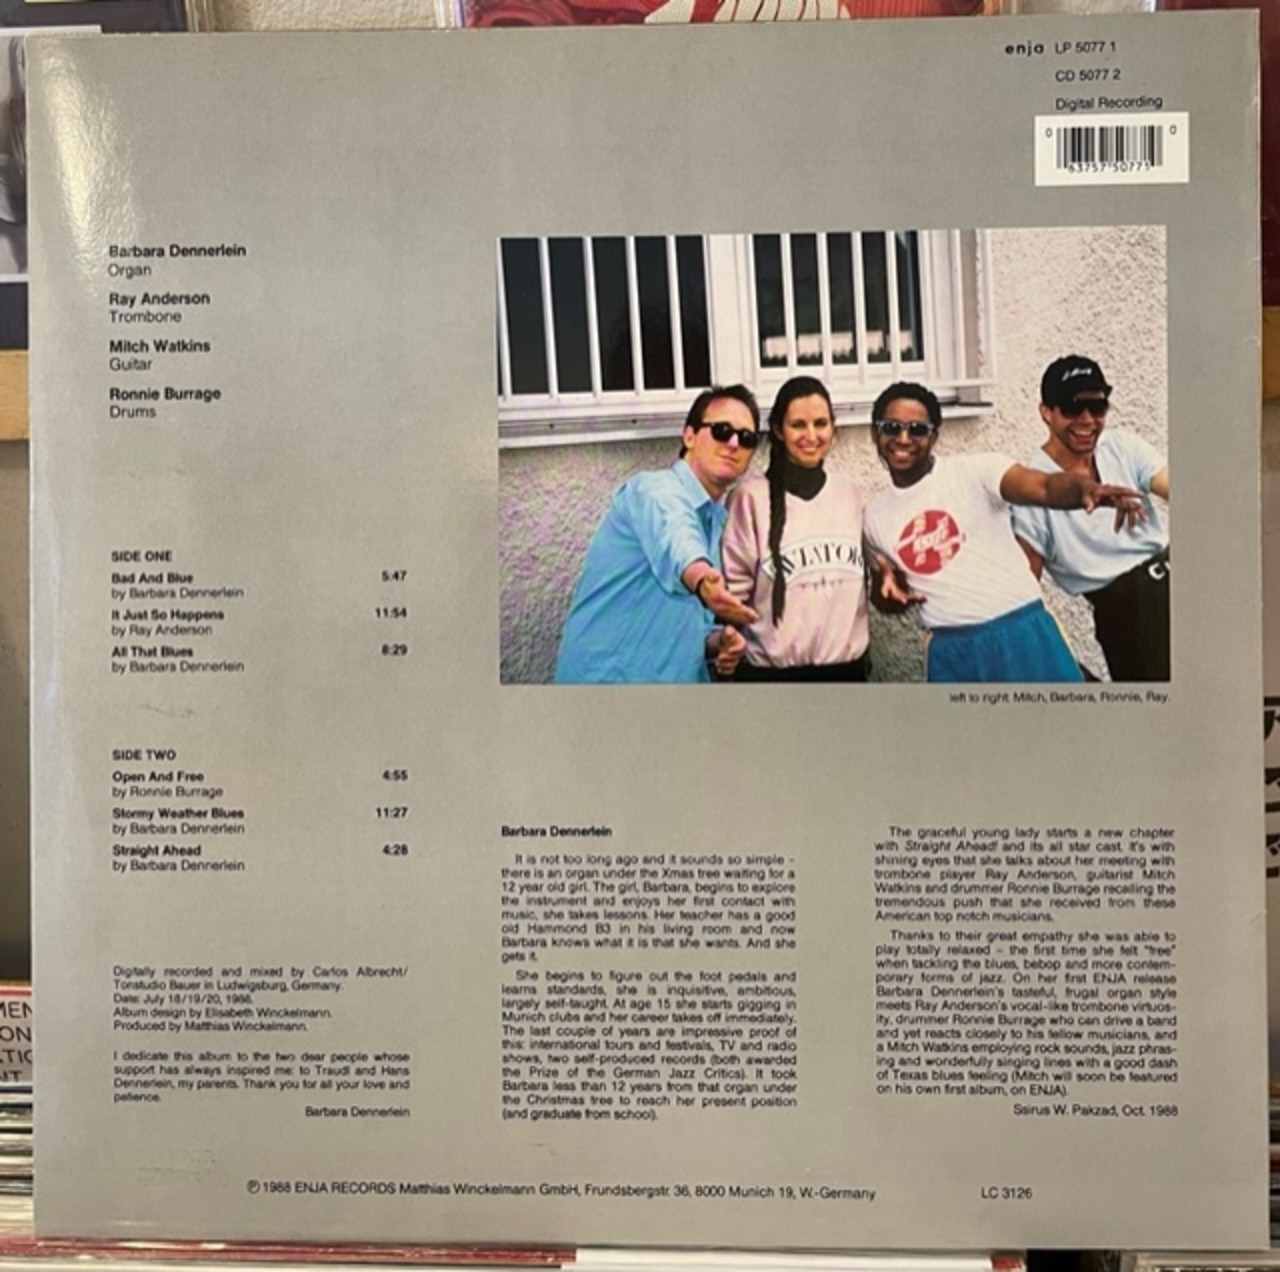 enja LP 5077 1
CD 5077 2
Digital Recording
0 63757 50771 0
Barbara Dennerlein
Organ
Ray Anderson
Trombone
Mitch Watkins
Guitar
Ronnie Burrage
Drums
SIDE ONE
Bad And Blue 5:47
by Barbara Dennerlein
It Just So Happens 11:54
by Ray Anderson
All That Blues 8:29
by Barbara Dennerlein
SIDE TWO
Open And Free 4:55
by Ronnie Burrage
Stormy Weather Blues 11:27
by Barbara Dennerlein
Straight Ahead 4:28
by Barbara Dennerlein
Digitally recorded and mixed by Carlos Albrecht/
Tonstudio Bauer in Ludwigsburg, Germany.
Date: July 18/19/20, 1988.
Album design by Elisabeth Winckelmann.
Produced by Matthias Winckelmann.
I dedicate this album to the two dear people whose
support has always inspired me: to Traudl and Hans
Dennerlein, my parents. Thank you for all your love and
patience.
Barbara Dennerlein
left to right: Mitch, Barbara, Ronnie, Ray.
Barbara Dennerlein
It is not too long ago and it sounds so simple –
there is an organ under the Xmas tree waiting for a
12 year old girl. The girl, Barbara, begins to explore
the instrument and enjoys her first contact with
music, she takes lessons. Her teacher has a good
old Hammond B3 in his living room and now
Barbara knows what it is that she wants. And she
gets it.
She begins to figure out the foot pedals and
learns standards, she is inquisitive, ambitious,
largely self-taught. At age 15 she starts gigging in
Munich clubs and her career takes off immediately.
The last couple of years are impressive proof of
this: international tours and festivals, TV and radio
shows, two self-produced records (both awarded
the Prize of the German Jazz Critics). It took
Barbara less than 12 years from that organ under
the Christmas tree to reach her present position
(and graduate from school).
The graceful young lady starts a new chapter
with Straight Ahead! and its all star cast. It's with
shining eyes that she talks about her meeting with
trombone player Ray Anderson, guitarist Mitch
Watkins and drummer Ronnie Burrage recalling the
tremendous push that she received from these
American top notch musicians.
Thanks to their great empathy she was able to
play totally relaxed – the first time she felt "free"
when tackling the blues, bebop and more contem-
porary forms of jazz. On her first ENJA release
Barbara Dennerlein's tasteful, frugal organ style
meets Ray Anderson's vocal-like trombone virtuos-
ity, drummer Ronnie Burrage who can drive a band
and yet reacts closely to his fellow musicians, and
a Mitch Watkins employing rock sounds, jazz phras-
ing and wonderfully singing lines with a good dash
of Texas blues feeling (Mitch will soon be featured
on his own first album, on ENJA).
Ssirus W. Pakzad, Oct. 1988
℗ 1988 ENJA RECORDS Matthias Winckelmann GmbH, Frundsbergstr. 36, 8000 Munich 19, W.-Germany
LC 3126